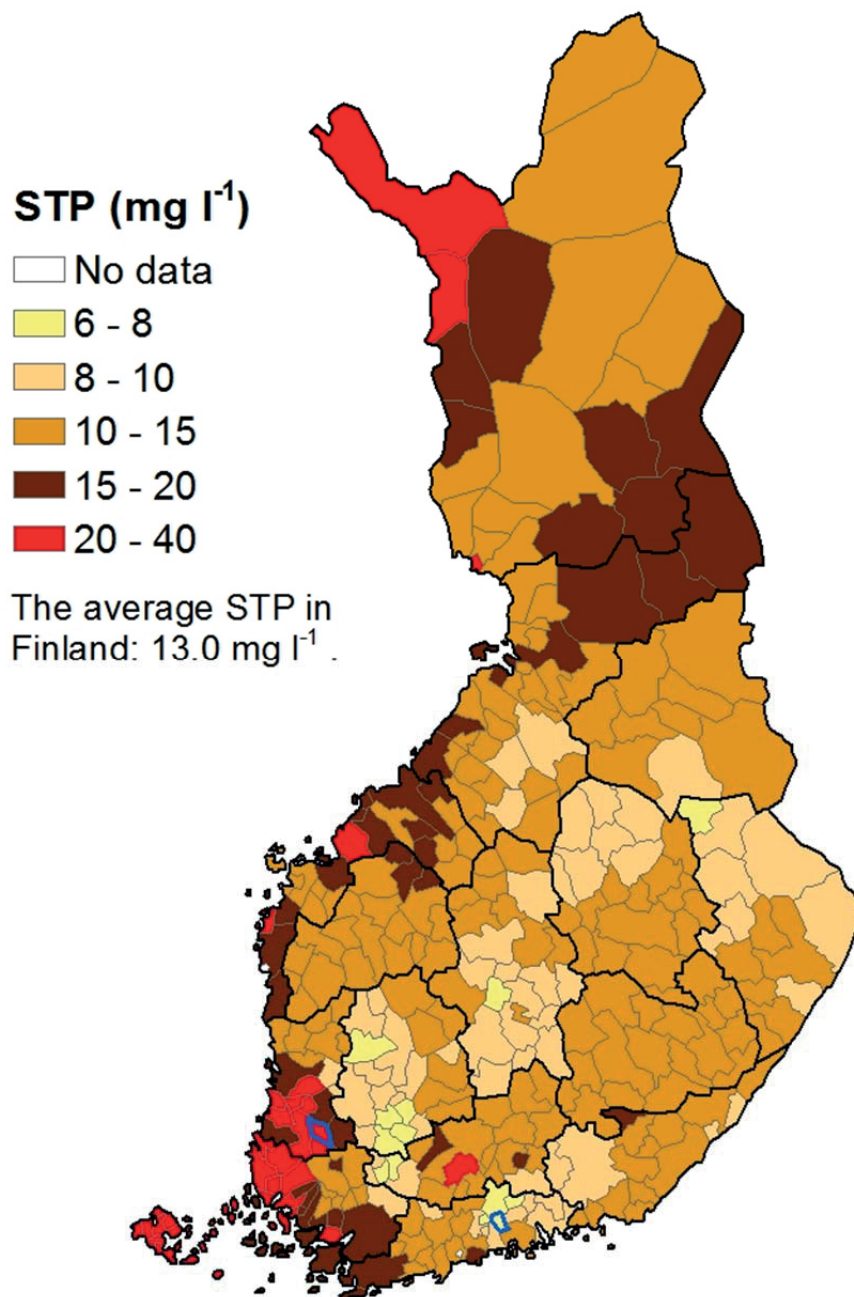 STP (mg l⁻¹)
No data
6 - 8
8 - 10
10 - 15
15 - 20
20 - 40
The average STP in
Finland: 13.0 mg l⁻¹ .